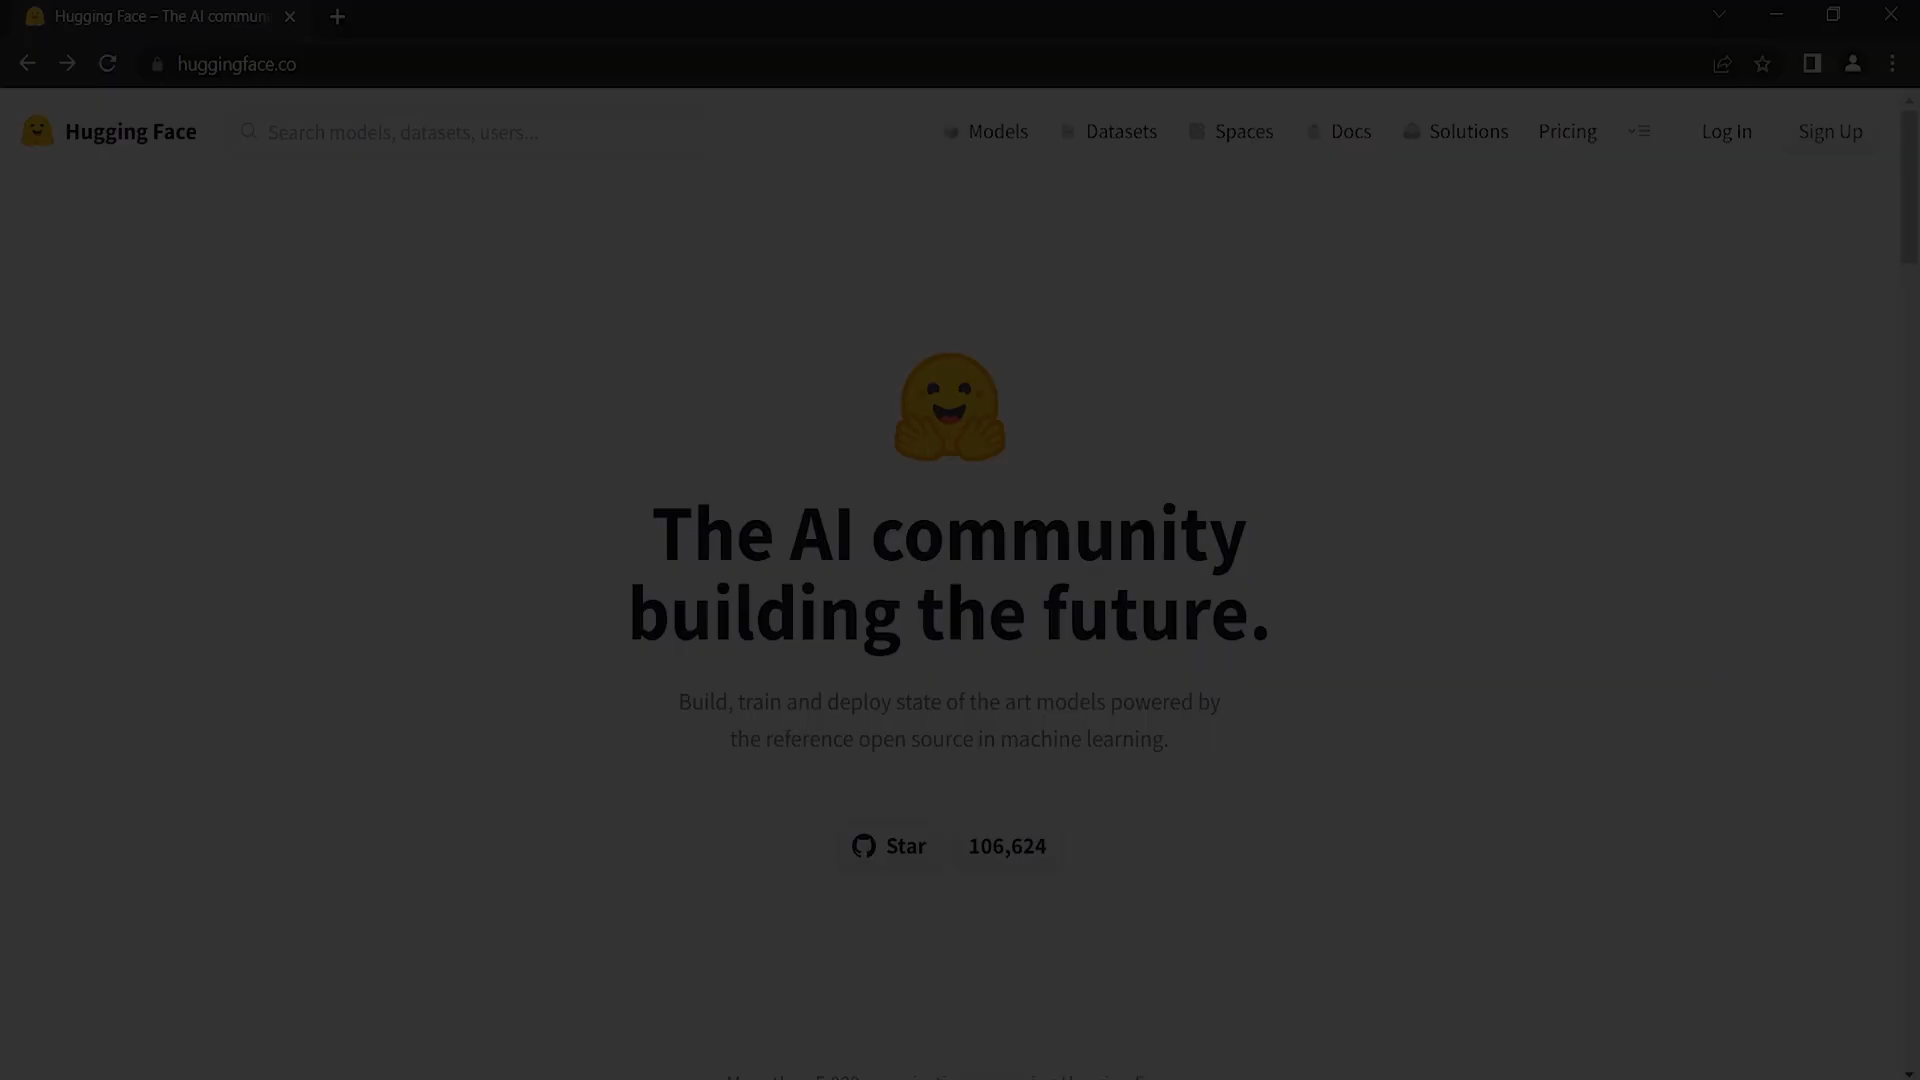 Hugging Face – The AI commun
huggingface.co
Hugging Face
Search models, datasets, users...
Models
Datasets
Spaces
Docs
Solutions
Pricing
Log In
Sign Up
The AI community
building the future.
Build, train and deploy state of the art models powered by
the reference open source in machine learning.
Star
106,624